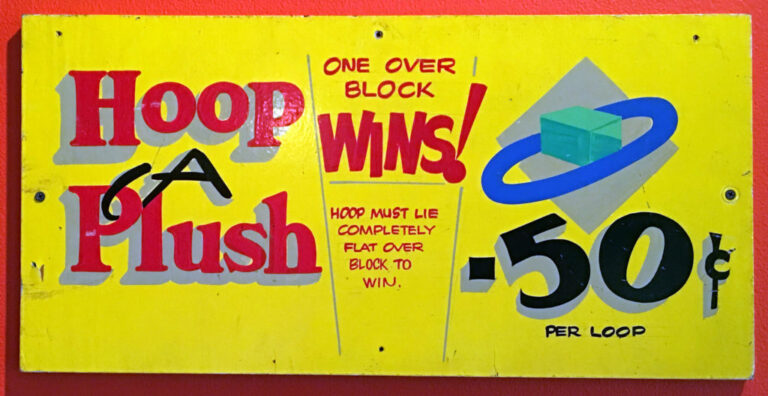 Hoop
A
Plush
ONE OVER
BLOCK
WINS!
HOOP MUST LIE
COMPLETELY
FLAT OVER
BLOCK TO
WIN.
.50¢
PER LOOP